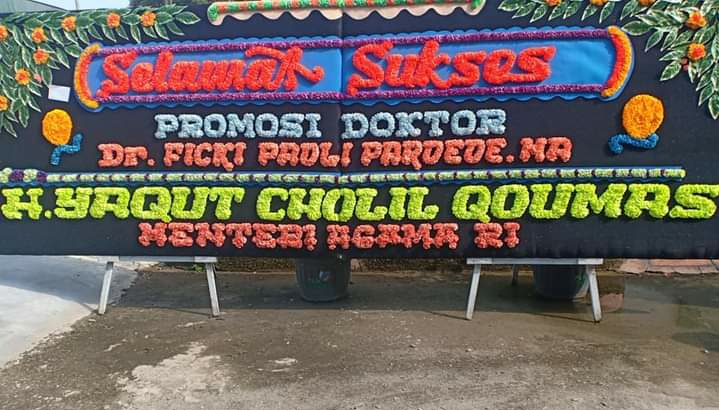 Selamat Sukses
PROMOSI DOKTOR
Dr. FICKI PAULI PARDEDE. MA
H. YAQUT CHOLIL QOUMAS
MENTERI AGAMA RI